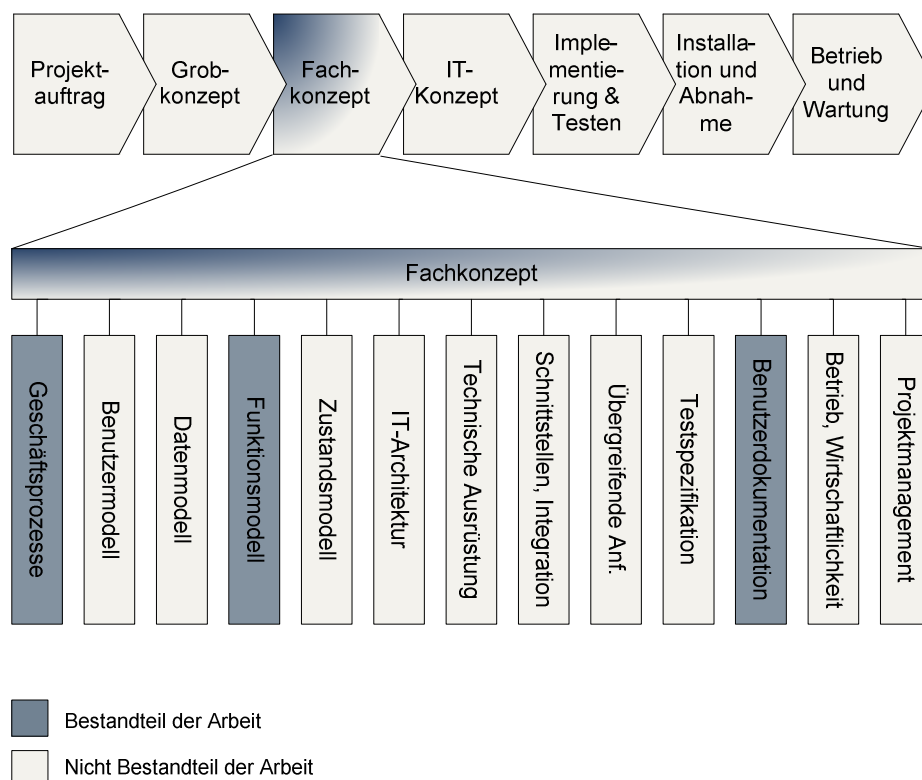 Projekt-
auftrag
Grob-
konzept
Fach-
konzept
IT-
Konzept
Imple-
mentie-
rung &
Testen
Installa-
tion und
Abnah-
me
Betrieb
und
Wartung
Fachkonzept
Geschäftsprozesse
Benutzermodell
Datenmodell
Funktionsmodell
Zustandsmodell
IT-Architektur
Technische Ausrüstung
Schnittstellen, Integration
Übergreifende Anf.
Testspezifikation
Benutzerdokumentation
Betrieb, Wirtschaftlichkeit
Projektmanagement
Bestandteil der Arbeit
Nicht Bestandteil der Arbeit